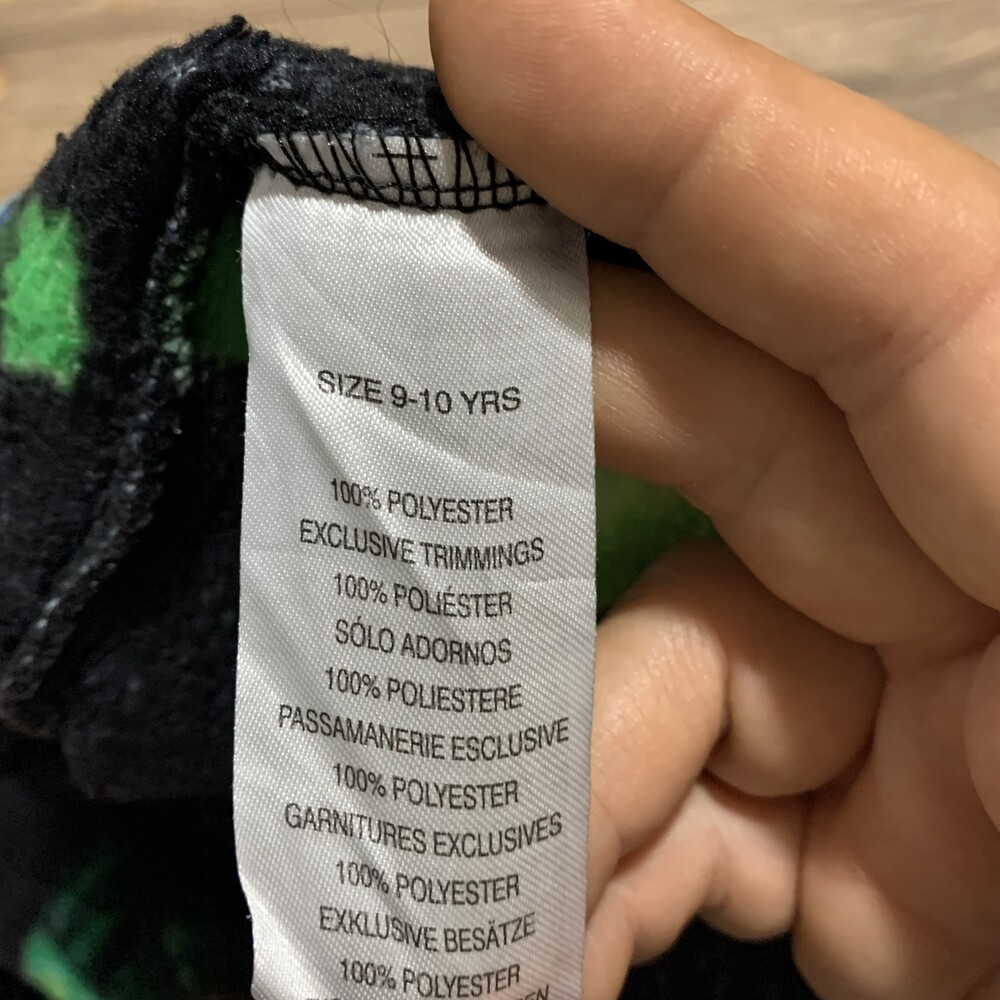 SIZE 9-10 YRS
100% POLYESTER
EXCLUSIVE TRIMMINGS
100% POLIÉSTER
SÓLO ADORNOS
100% POLIESTERE
PASSAMANERIE ESCLUSIVE
100% POLYESTER
GARNITURES EXCLUSIVES
100% POLYESTER
EXKLUSIVE BESÄTZE
100% POLYESTER